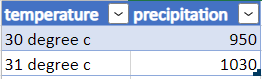 temperature precipitation
30 degree c 950
31 degree c 1030